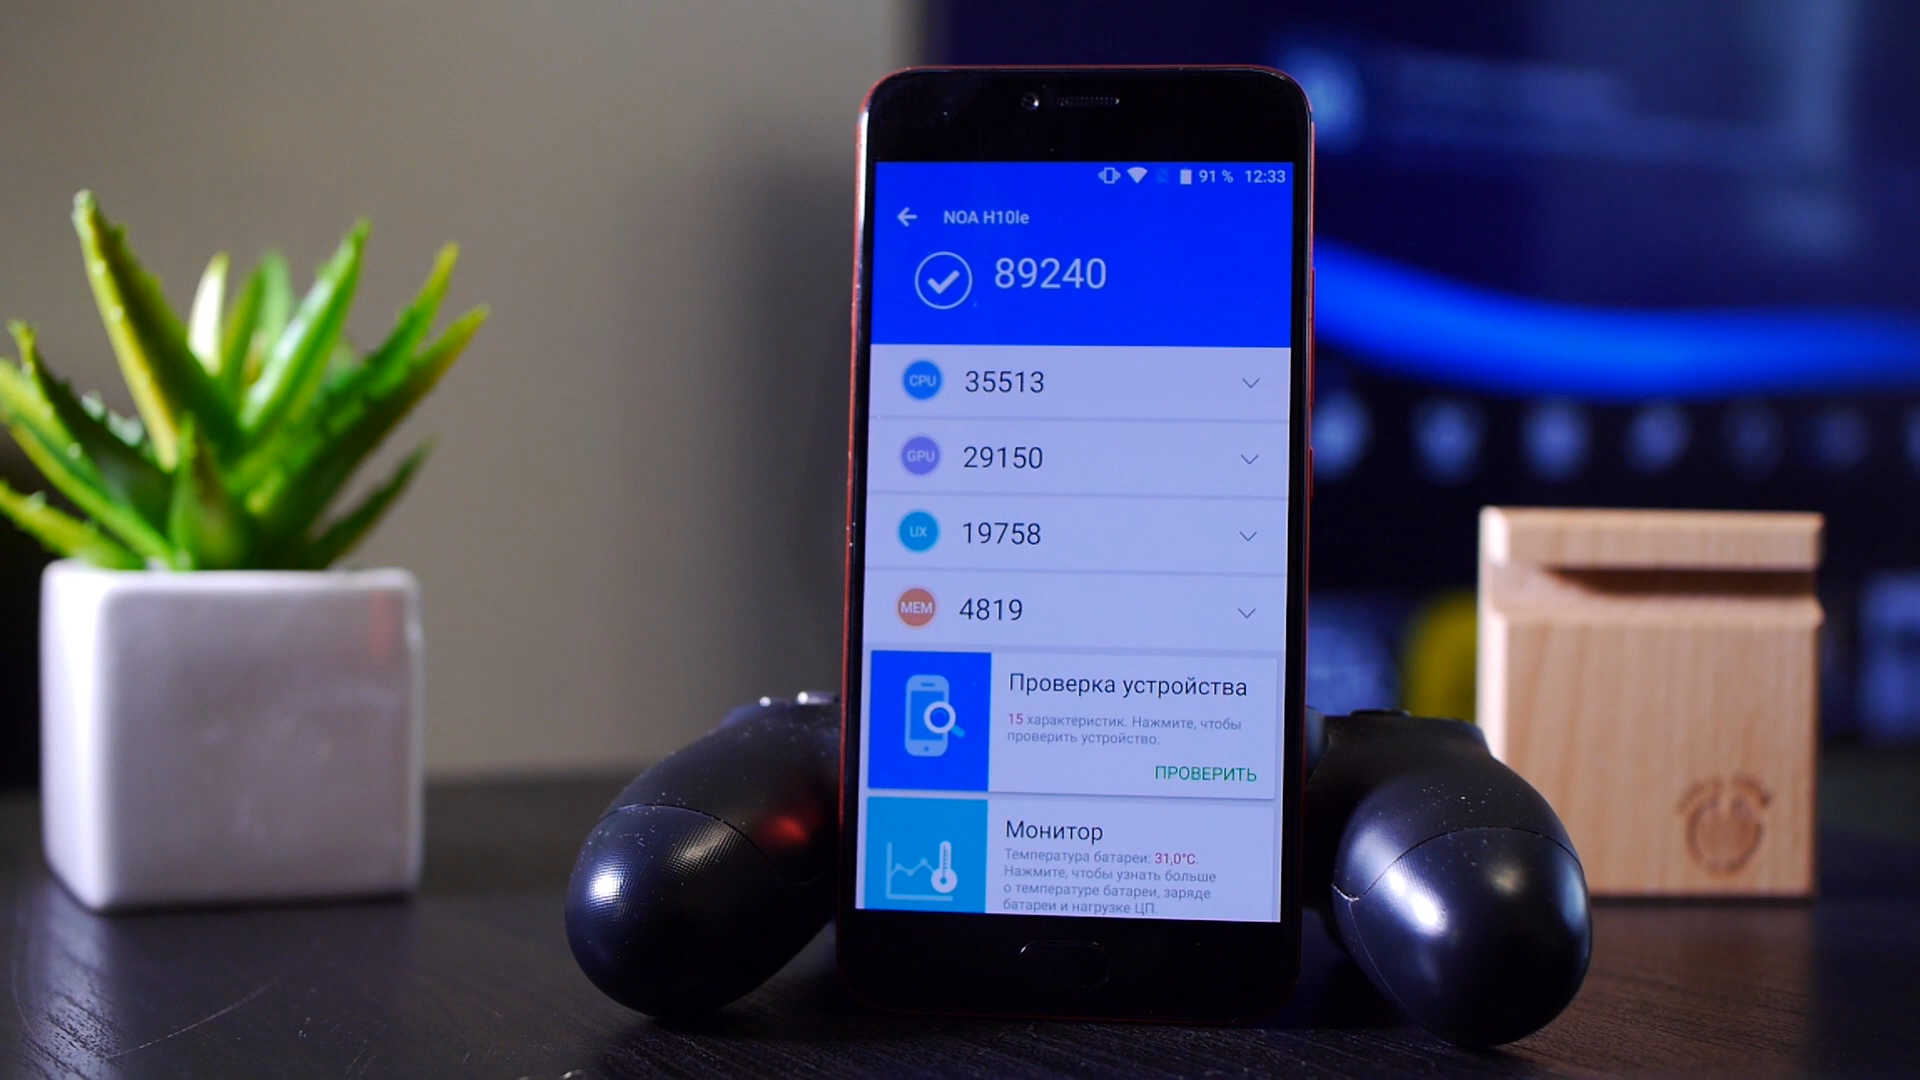 91 % 12:33
NOA H10le
89240
CPU 35513
GPU 29150
UX 19758
MEM 4819
Проверка устройства
15 характеристик. Нажмите, чтобы
проверить устройство.
ПРОВЕРИТЬ
Монитор
Температура батареи: 31,0°C.
Нажмите, чтобы узнать больше
о температуре батареи, заряде
батареи и нагрузке ЦП.